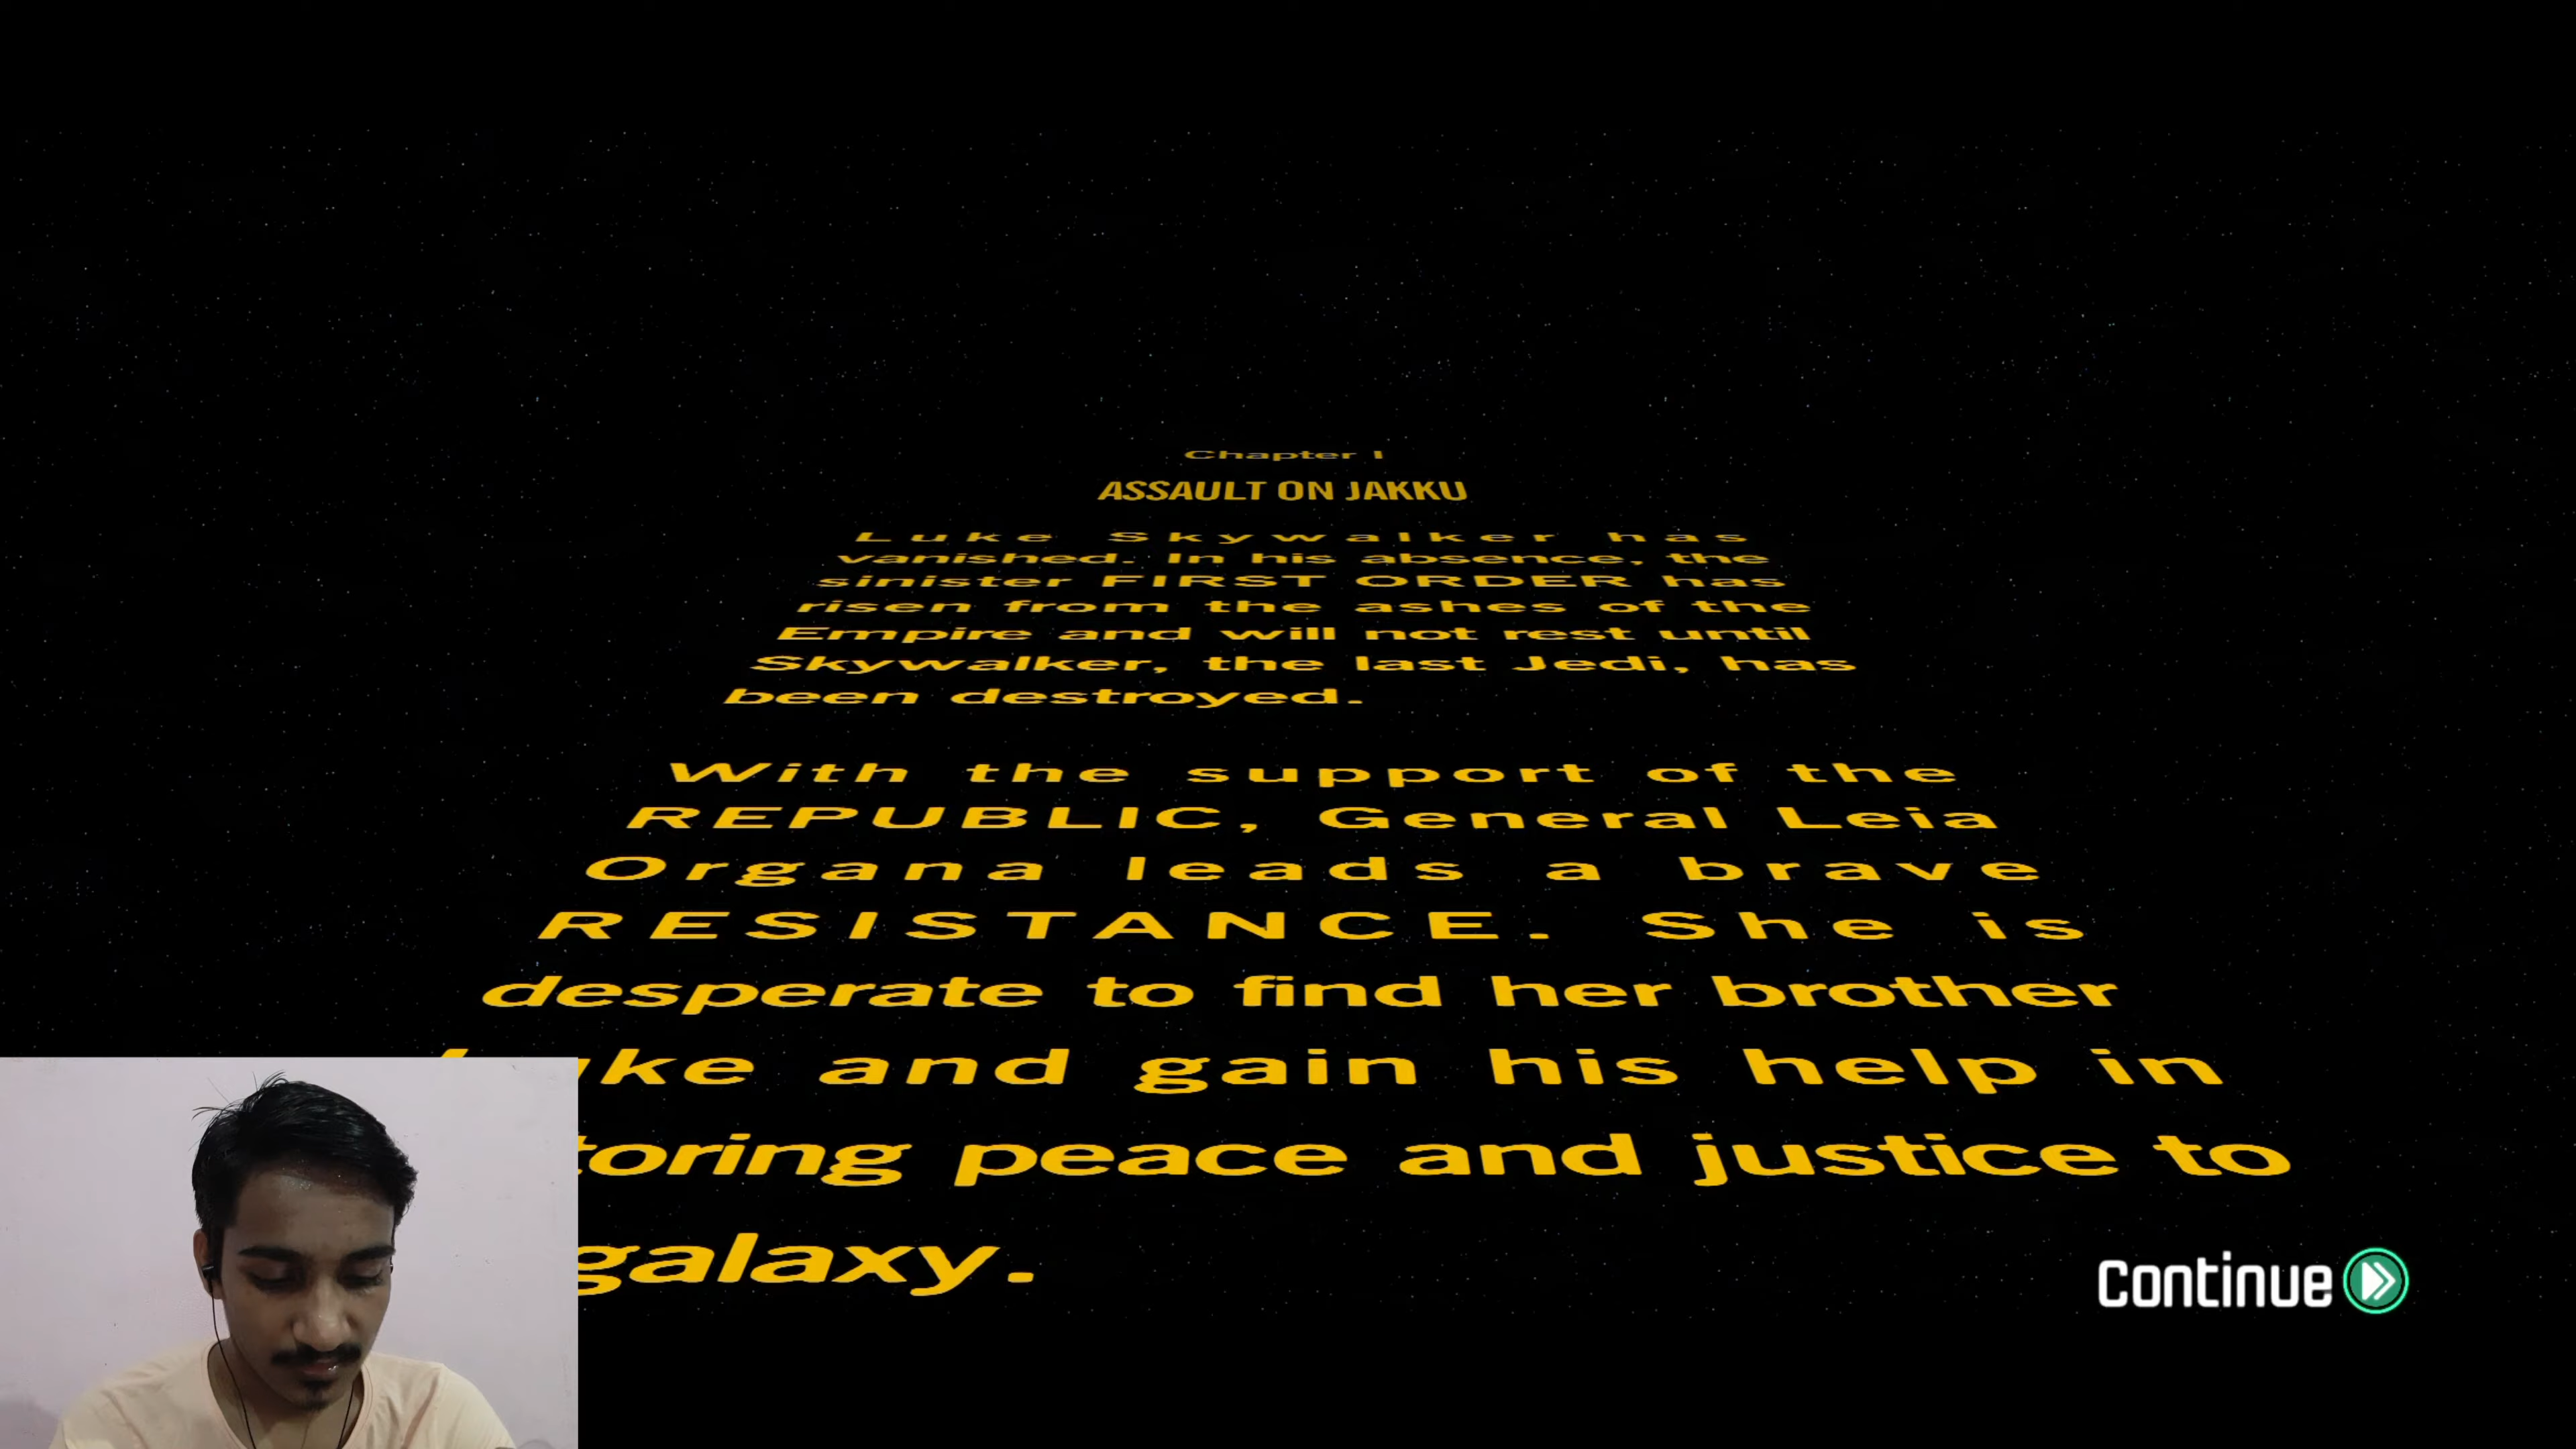 Chapter I
ASSAULT ON JAKKU
Luke Skywalker has
vanished. In his absence, the
sinister FIRST ORDER has
risen from the ashes of the
Empire and will not rest until
Skywalker, the last Jedi, has
been destroyed.
With the support of the
REPUBLIC, General Leia
Organa leads a brave
RESISTANCE. She is
desperate to find her brother
ke and gain his help in
toring peace and justice to
galaxy.
Continue